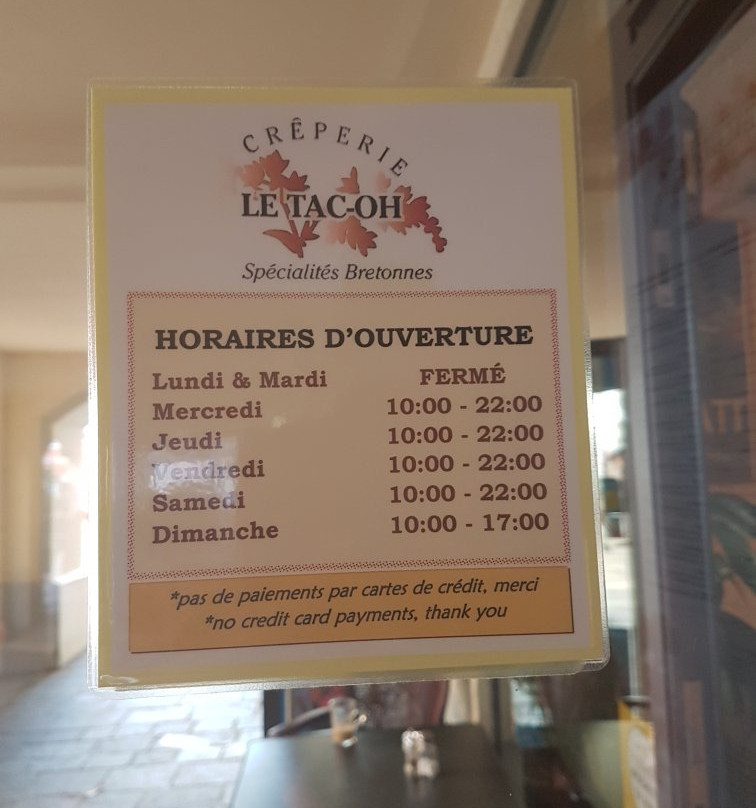 CRÊPERIE
LE TAC-OH
Spécialités Bretonnes
HORAIRES D'OUVERTURE
Lundi & Mardi FERMÉ
Mercredi 10:00 - 22:00
Jeudi 10:00 - 22:00
Vendredi 10:00 - 22:00
Samedi 10:00 - 22:00
Dimanche 10:00 - 17:00
*pas de paiements par cartes de crédit, merci
*no credit card payments, thank you